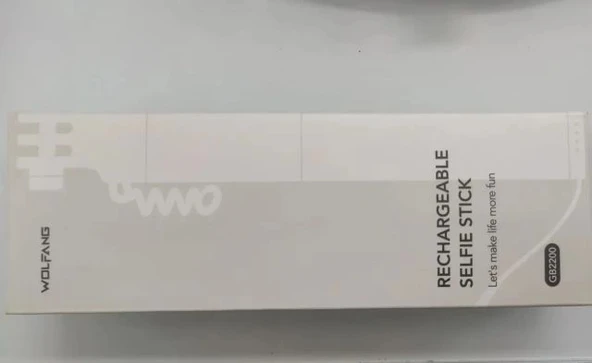 WOLFANG
RECHARGEABLE
SELFIE STICK
Let's make life more fun
GB2200